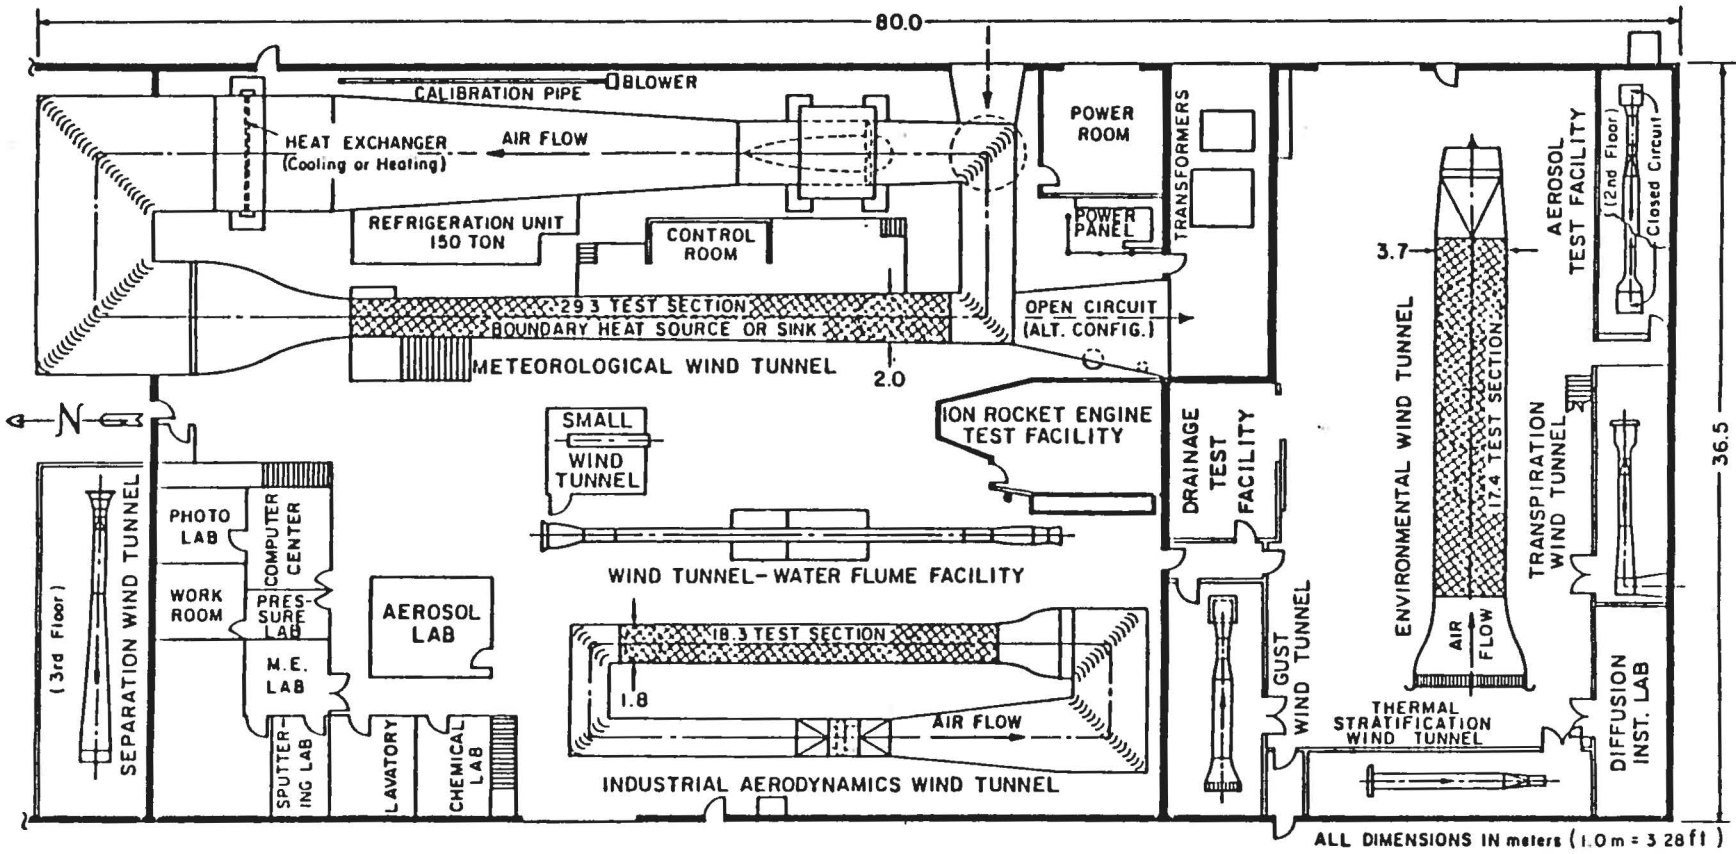 80.0
BLOWER
CALIBRATION PIPE
HEAT EXCHANGER
(Cooling or Heating)
AIR FLOW
REFRIGERATION UNIT
150 TON
CONTROL
ROOM
POWER
ROOM
POWER
PANEL
TRANSFORMERS
29.3 TEST SECTION
BOUNDARY HEAT SOURCE OR SINK
METEOROLOGICAL WIND TUNNEL
2.0
OPEN CIRCUIT
(ALT. CONFIG.)
3.7
ENVIRONMENTAL WIND TUNNEL
17.4 TEST SECTION
AIR
FLOW
AEROSOL
TEST FACILITY
(2nd Floor)
Closed Circuit
36.5
N
SMALL
WIND
TUNNEL
ION ROCKET ENGINE
TEST FACILITY
DRAINAGE
TEST
FACILITY
TRANSPIRATION
WIND TUNNEL
(3rd Floor)
SEPARATION WIND TUNNEL
PHOTO
LAB
COMPUTER
CENTER
WORK
ROOM
PRES-
SURE
LAB
M.E.
LAB
AEROSOL
LAB
WIND TUNNEL-WATER FLUME FACILITY
18.3 TEST SECTION
1.8
AIR FLOW
INDUSTRIAL AERODYNAMICS WIND TUNNEL
SPUTTER-
ING LAB
LAVATORY
CHEMICAL
LAB
GUST
WIND TUNNEL
THERMAL
STRATIFICATION
WIND TUNNEL
DIFFUSION
INST. LAB
ALL DIMENSIONS IN meters (1.0m = 3.28ft)